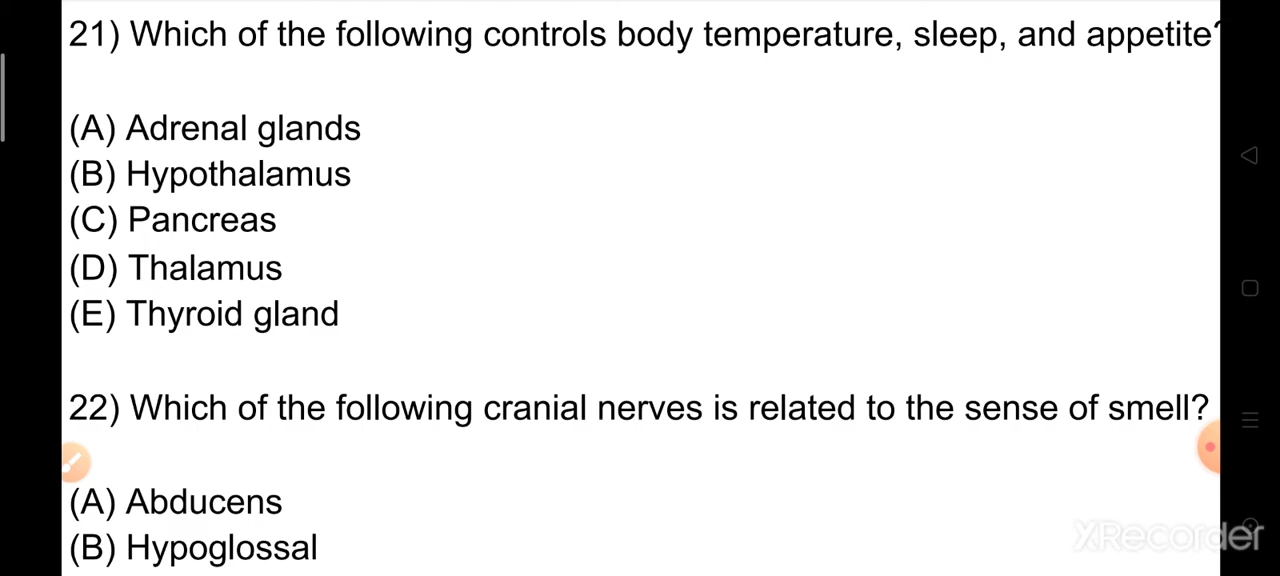 21) Which of the following controls body temperature, sleep, and appetite?
(A) Adrenal glands
(B) Hypothalamus
(C) Pancreas
(D) Thalamus
(E) Thyroid gland
22) Which of the following cranial nerves is related to the sense of smell?
(A) Abducens
(B) Hypoglossal
XRecorder